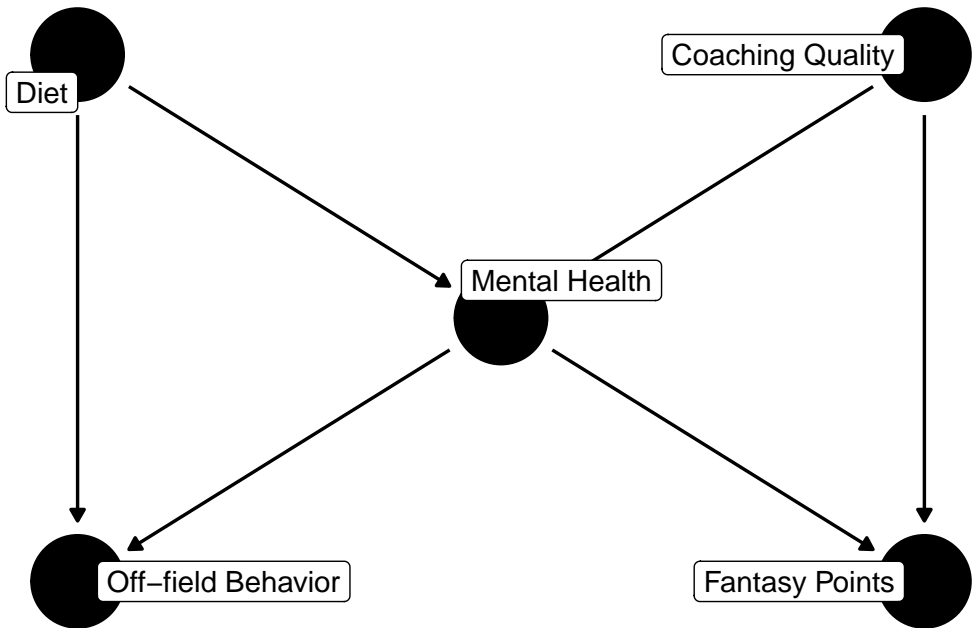 Coaching Quality
Diet
Mental Health
Off−field Behavior
Fantasy Points